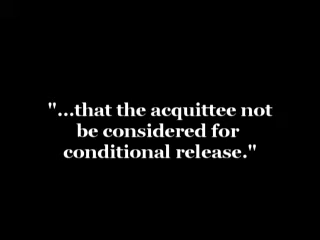 "...that the acquittee not
be considered for
conditional release."